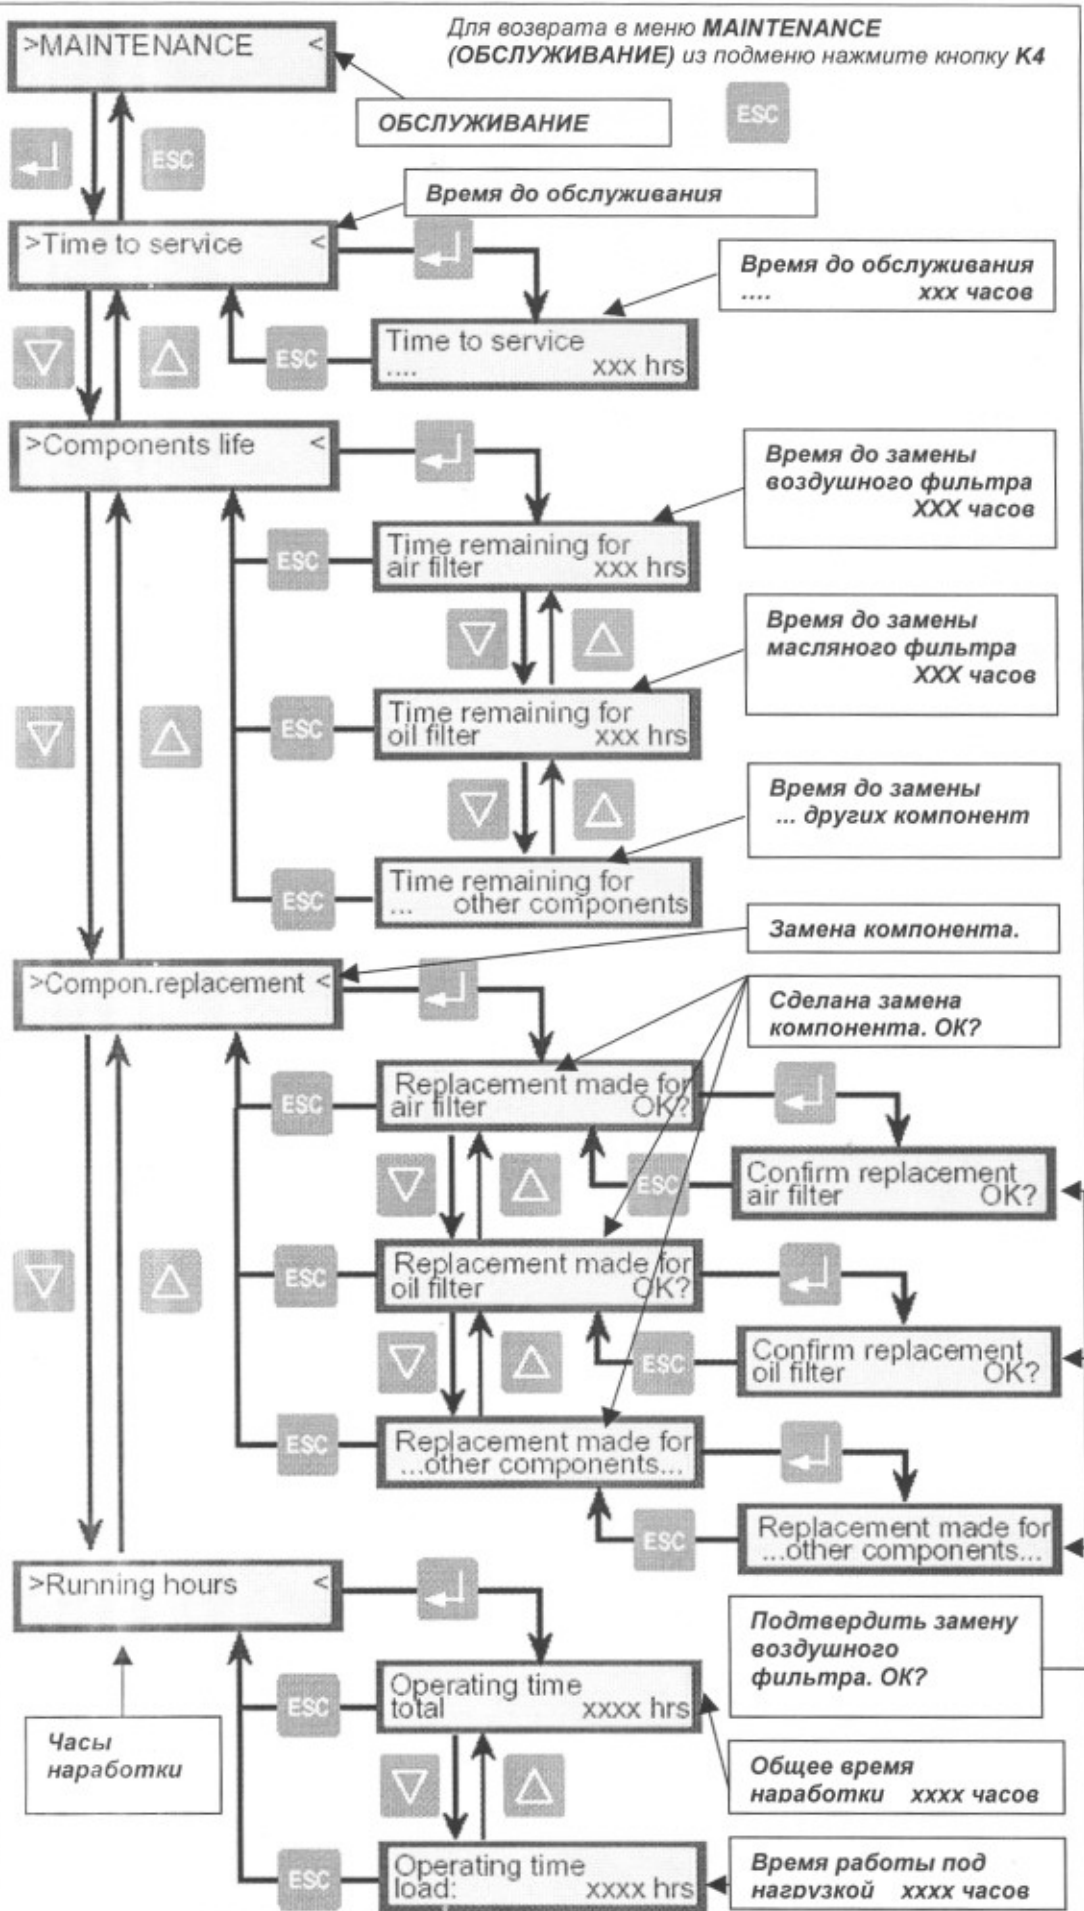 Для возврата в меню MAINTENANCE
(ОБСЛУЖИВАНИЕ) из подменю нажмите кнопку К4
>MAINTENANCE <
ESC
ОБСЛУЖИВАНИЕ
ESC
Время до обслуживания
>Time to service <
Время до обслуживания
.... xxx часов
Time to service
.... xxx hrs
ESC
>Components life <
Время до замены
воздушного фильтра
XXX часов
Time remaining for
air filter xxx hrs
ESC
Время до замены
масляного фильтра
XXX часов
Time remaining for
oil filter xxx hrs
ESC
Время до замены
... других компонент
Time remaining for
... other components
ESC
Замена компонента.
>Compon.replacement <
Сделана замена
компонента. ОК?
Replacement made for
air filter OK?
ESC
Confirm replacement
air filter OK?
ESC
Replacement made for
oil filter OK?
ESC
Confirm replacement
oil filter OK?
ESC
Replacement made for
...other components...
ESC
Replacement made for
...other components...
ESC
>Running hours <
Подтвердить замену
воздушного
фильтра. ОК?
Operating time
total xxxx hrs
ESC
Часы
наработки
Общее время
наработки xxxx часов
Operating time
load: xxxx hrs
ESC
Время работы под
нагрузкой xxxx часов